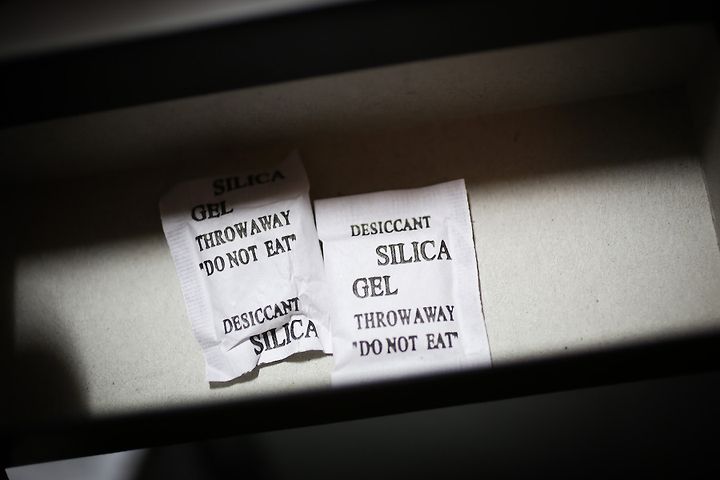 SILICA
GEL
THROWAWAY
"DO NOT EAT"
DESICCANT
SILICA
DESICCANT
SILICA
GEL
THROWAWAY
"DO NOT EAT"